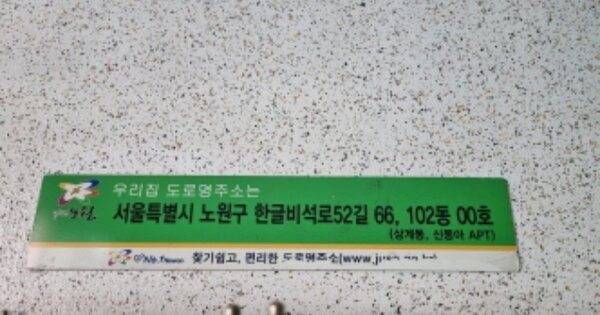 우리집 도로명주소는
서울특별시 노원구 한글비석로52길 66, 102동 00호
(상계동, 신동아 APT)
찾기쉽고, 편리한 도로명주소(www.